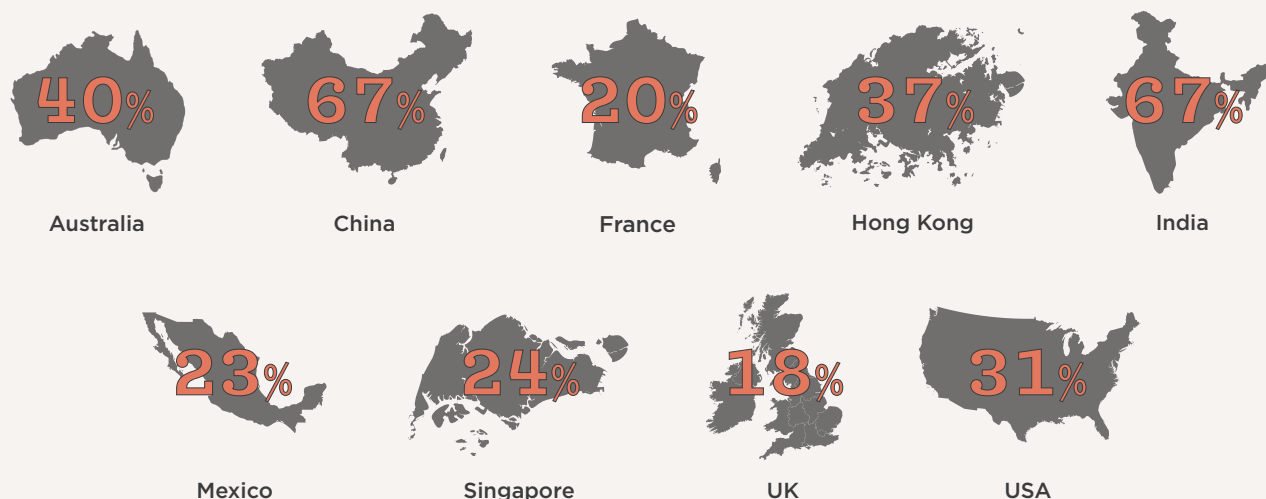 40% 67% 20% 37% 67%
Australia China France Hong Kong India
23% 24% 18% 31%
Mexico Singapore UK USA